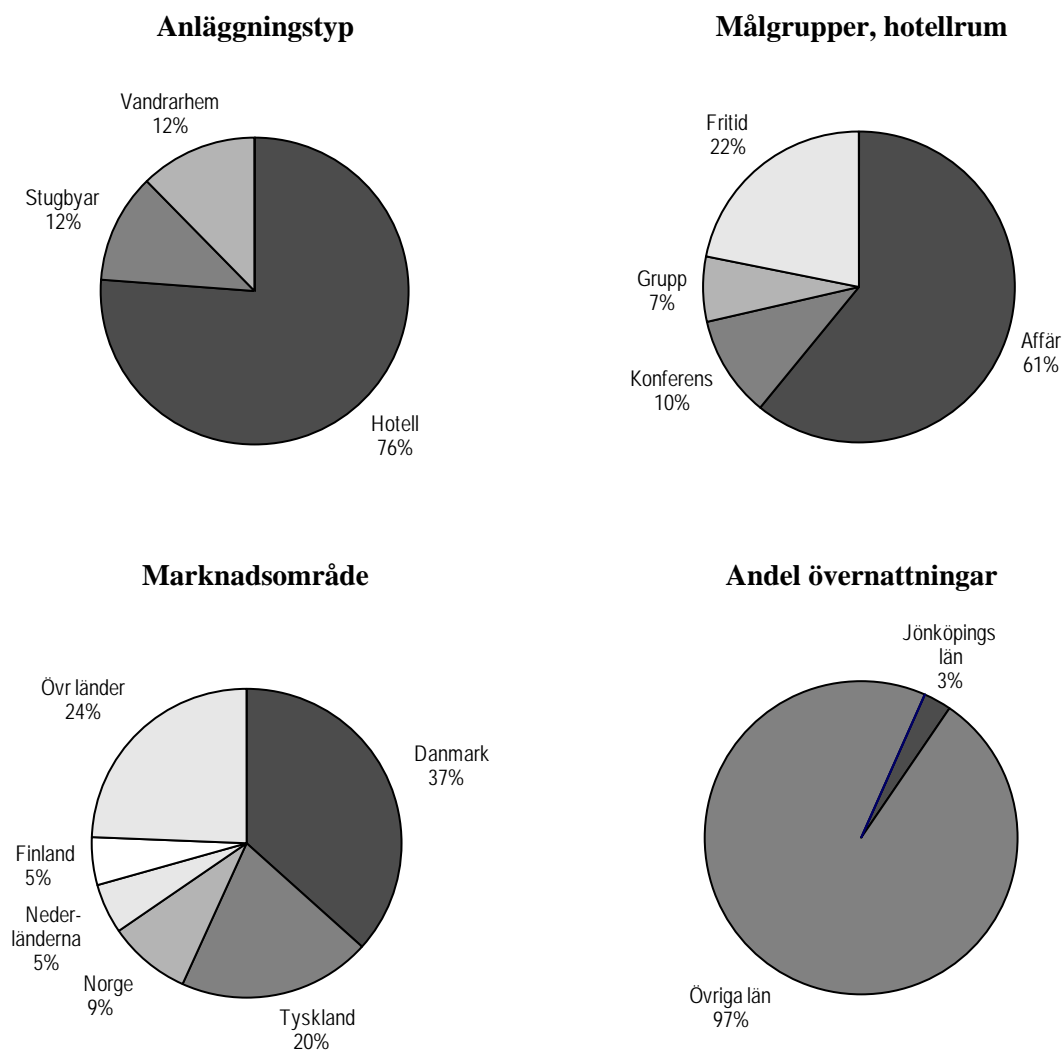 Anläggningstyp
Vandrarhem
12%
Stugbyar
12%
Hotell
76%
Målgrupper, hotellrum
Fritid
22%
Grupp
7%
Konferens
10%
Affär
61%
Marknadsområde
Övr länder
24%
Danmark
37%
Finland
5%
Neder-
länderna
5%
Norge
9%
Tyskland
20%
Andel övernattningar
Jönköpings
län
3%
Övriga län
97%